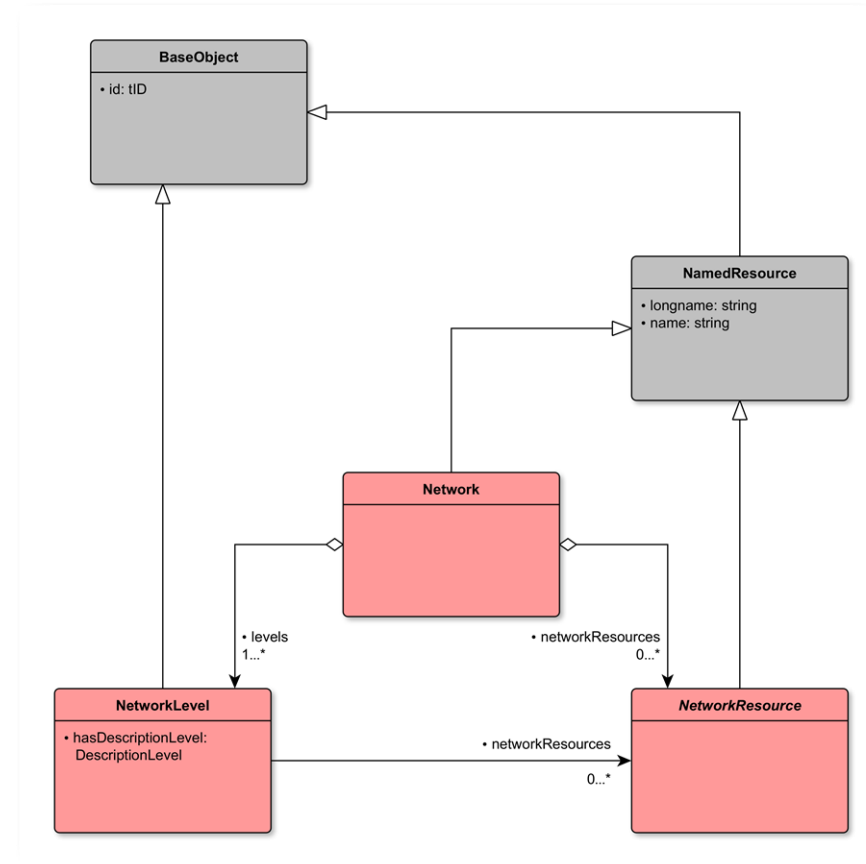 BaseObject
• id: tID
NamedResource
• longname: string
• name: string
Network
• levels
1...*
• networkResources
0...*
NetworkLevel
• hasDescriptionLevel:
DescriptionLevel
• networkResources
0...*
NetworkResource